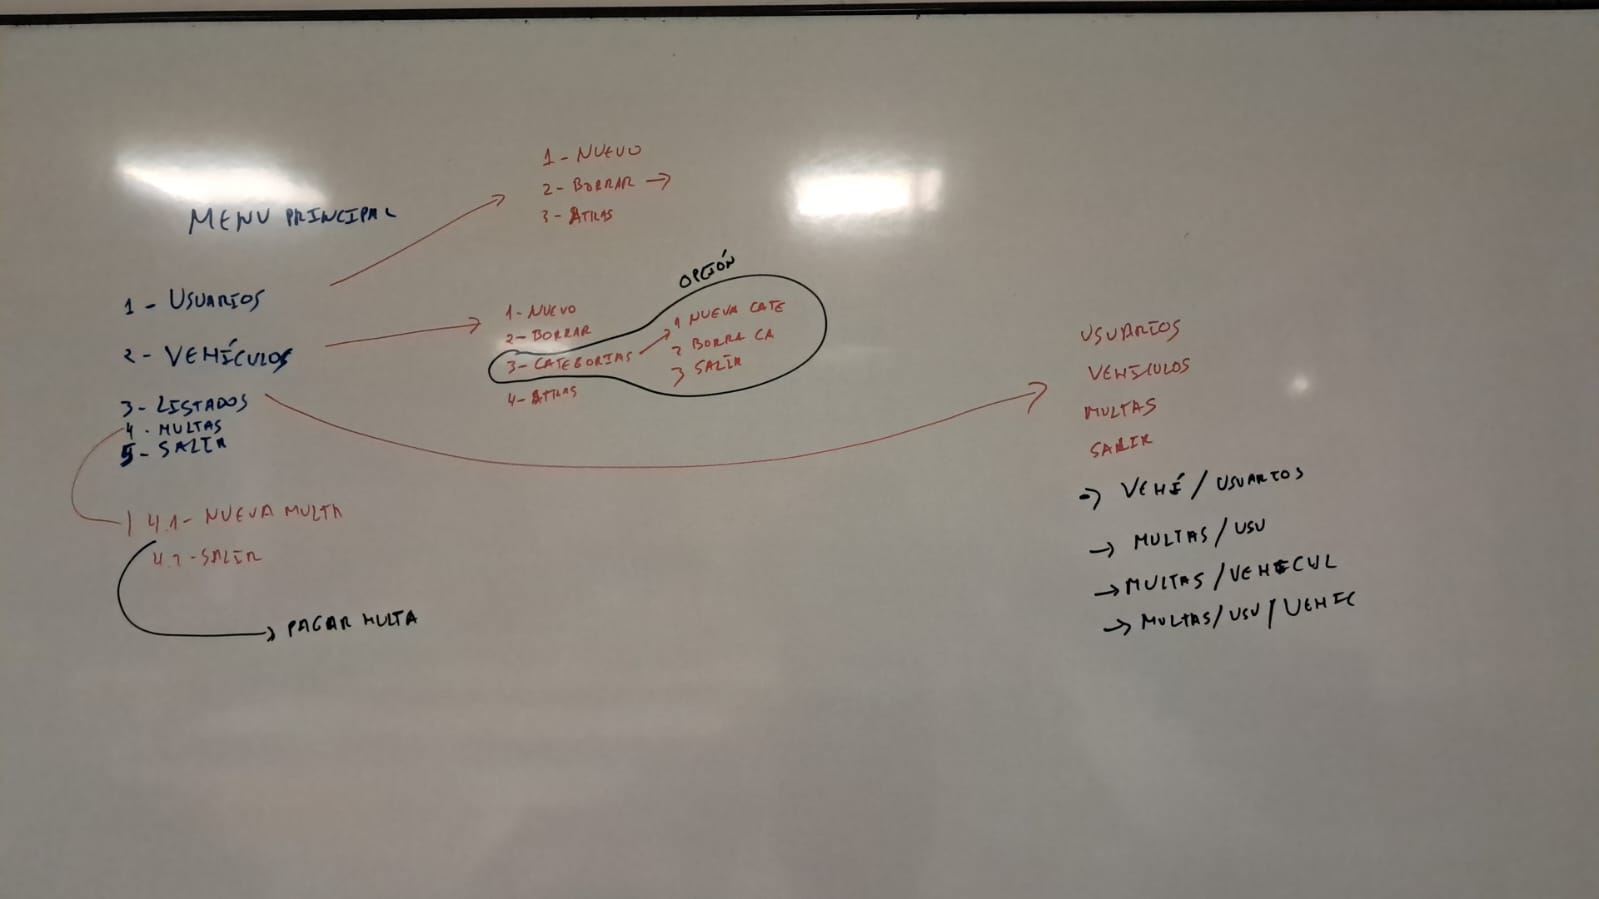 MENU PRINCIPAL
1 - USUARIOS
2 - VEHÍCULOS
3 - LISTADOS
4 - MULTAS
5 - SALIR
4.1 - NUEVA MULTA
4.2 - SALIR
PAGAR MULTA
1 - NUEVO
2 - BORRAR →
3 - ATRAS
OPCIÓN
1 - NUEVO
2 - BORRAR
3 - CATEGORIAS
4 - ATRAS
1 NUEVA CATE
2 BORRA CA
3 SALIR
USUARIOS
VEHICULOS
MULTAS
SALIR
→ VEHÍ / USUARIOS
→ MULTAS / USU
→ MULTAS / VEHICUL
→ MULTAS / USU / VEHIC